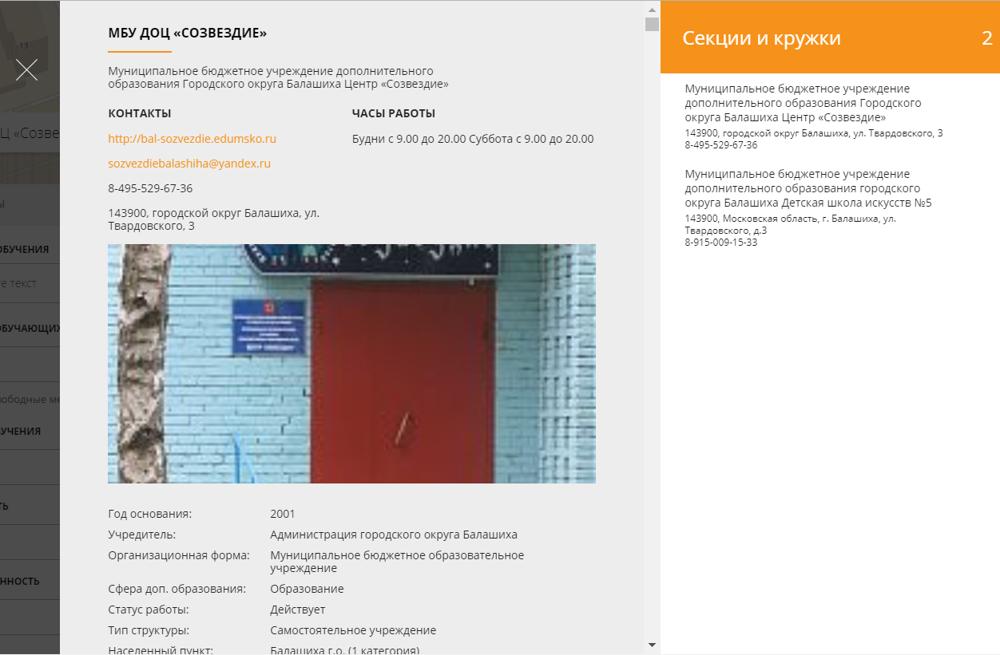 13
Ц «Созве
Ы
ОБУЧЕНИЯ
те текст
ОБУЧАЮЩИХ
вободные ме
УЧЕНИЯ
ТЬ
ННОСТЬ
МБУ ДОЦ «СОЗВЕЗДИЕ»
Муниципальное бюджетное учреждение дополнительного
образования Городского округа Балашиха Центр «Созвездие»
КОНТАКТЫ
http://bal-sozvezdie.edumsko.ru
sozvezdiebalashiha@yandex.ru
8-495-529-67-36
143900, городской округ Балашиха, ул.
Твардовского, 3
ЧАСЫ РАБОТЫ
Будни с 9.00 до 20.00 Суббота с 9.00 до 20.00
Год основания: 2001
Учредитель: Администрация городского округа Балашиха
Организационная форма: Муниципальное бюджетное образовательное
учреждение
Сфера доп. образования: Образование
Статус работы: Действует
Тип структуры: Самостоятельное учреждение
Населенный пункт: Балашиха г.о. (1 категория)
Секции и кружки 2
Муниципальное бюджетное учреждение
дополнительного образования Городского
округа Балашиха Центр «Созвездие»
143900, городской округ Балашиха, ул. Твардовского, 3
8-495-529-67-36
Муниципальное бюджетное учреждение
дополнительного образования городского
округа Балашиха Детская школа искусств №5
143900, Московская область, г. Балашиха, ул.
Твардовского, д.3
8-915-009-15-33